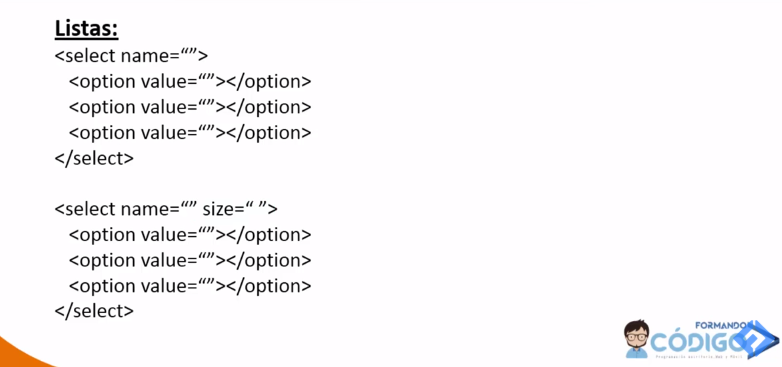 Listas:
<select name=“”>
<option value=“”></option>
<option value=“”></option>
<option value=“”></option>
</select>
<select name=“” size=“ ”>
<option value=“”></option>
<option value=“”></option>
<option value=“”></option>
</select>
FORMANDO
CÓDIGO